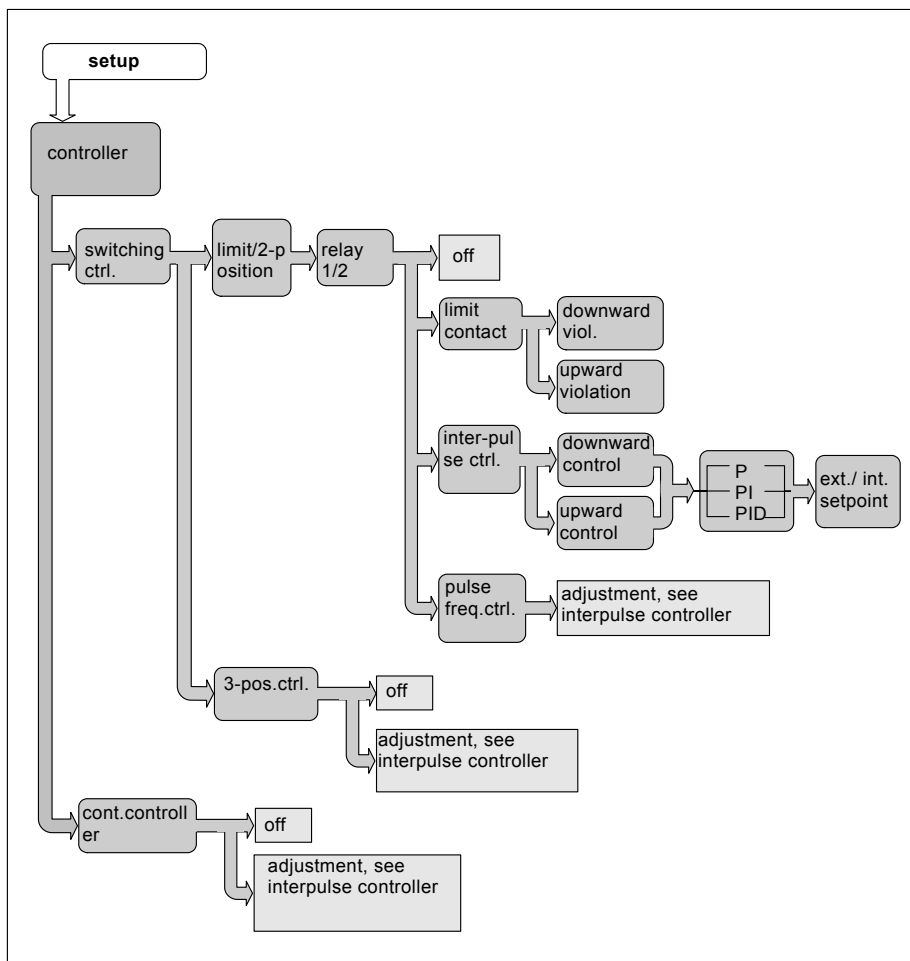 setup
controller
switching
ctrl.
limit/2-p
osition
relay
1/2
off
limit
contact
downward
viol.
upward
violation
inter-pul
se ctrl.
downward
control
upward
control
P
PI
PID
ext./ int.
setpoint
pulse
freq.ctrl.
adjustment, see
interpulse controller
3-pos.ctrl.
off
adjustment, see
interpulse controller
cont.controll
er
off
adjustment, see
interpulse controller